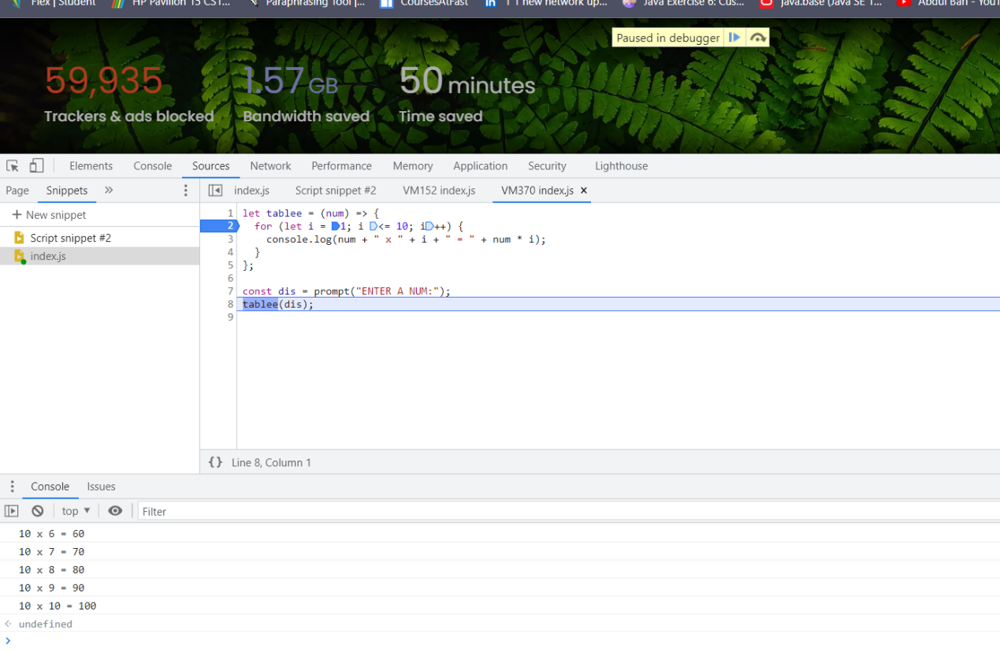 Flex | Student HP Pavilion 15 CS1... Paraphrasing Tool |... CoursesAtFast new network up... Java Exercise 6: Cus... java.base (Java SE 1... Abdul Bari - YouT
Paused in debugger
59,935 1.57 GB 50 minutes
Trackers & ads blocked Bandwidth saved Time saved
Elements Console Sources Network Performance Memory Application Security Lighthouse
Page Snippets » index.js Script snippet #2 VM152 index.js VM370 index.js ×
+ New snippet
Script snippet #2
index.js
1 let tablee = (num) => {
2 for (let i = 1; i <= 10; i++) {
3 console.log(num + " x " + i + " = " + num * i);
4 }
5 };
6
7 const dis = prompt("ENTER A NUM:");
8 tablee(dis);
9
{} Line 8, Column 1
Console Issues
top ▼ Filter
10 x 6 = 60
10 x 7 = 70
10 x 8 = 80
10 x 9 = 90
10 x 10 = 100
undefined